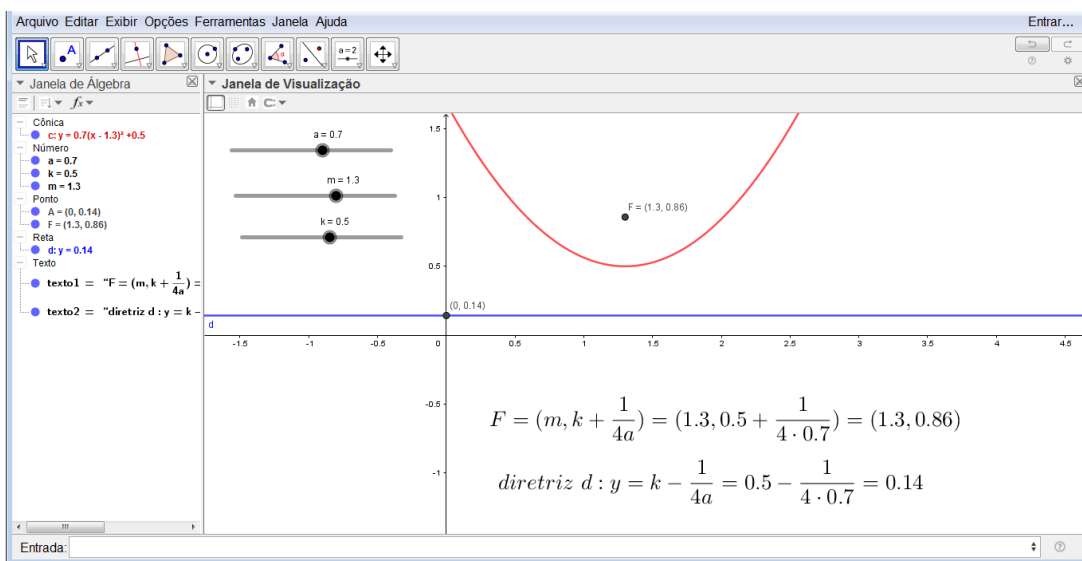 Arquivo Editar Exibir Opções Ferramentas Janela Ajuda
Entrar...
A
a=2
Janela de Álgebra
Janela de Visualização
fx
Cônica
c: y = 0.7(x - 1.3)² +0.5
Número
a = 0.7
k = 0.5
m = 1.3
Ponto
A = (0, 0.14)
F = (1.3, 0.86)
Reta
d: y = 0.14
Texto
texto1 = "F = (m, k + 1/4a) =
texto2 = "diretriz d : y = k –
a = 0.7
m = 1.3
k = 0.5
F = (1.3, 0.86)
(0, 0.14)
d
1.5
1
0.5
-1.5 -1 -0.5 0 0.5 1 1.5 2 2.5 3 3.5 4 4.5
-0.5
-1
F = (m, k + 1/4a) = (1.3, 0.5 + 1/4 · 0.7) = (1.3, 0.86)
diretriz d : y = k − 1/4a = 0.5 − 1/4 · 0.7 = 0.14
Entrada: